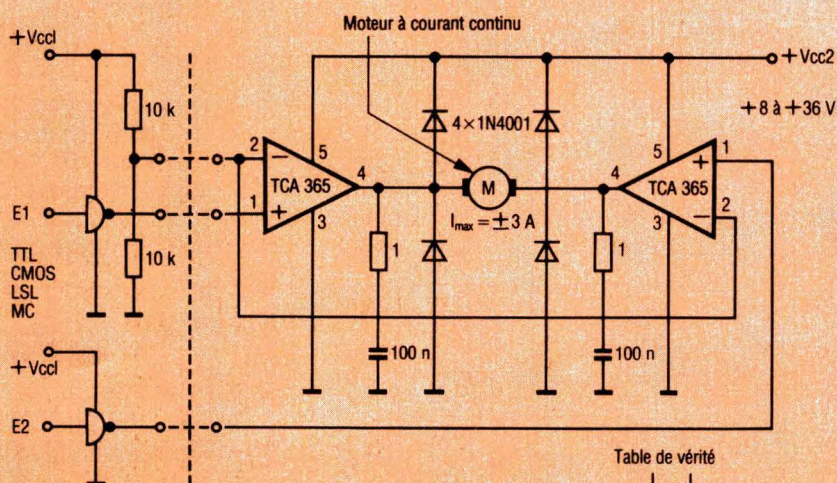 Moteur à courant continu
+Vccl
+Vcc2
+8 à +36 V
10 k
4×1N4001
2
−
5
TCA 365
4
1
+
3
M
I max = ±3 A
4
5
+
1
TCA 365
−
2
3
E1
10 k
1
1
TTL
CMOS
LSL
MC
100 n
100 n
+Vccl
E2
Table de vérité